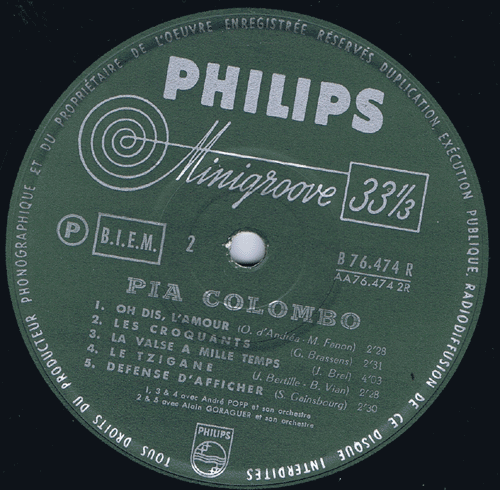 TOUS DROITS DU PRODUCTEUR PHONOGRAPHIQUE ET DU PROPRIÉTAIRE DE L'OEUVRE ENREGISTRÉE RÉSERVÉS DUPLICATION EXÉCUTION PUBLIQUE RADIODIFFUSION DE CE DISQUE INTERDITES
PHILIPS
Minigroove 33 1/3
P B.I.E.M. 2 B 76.474 R
AA76.474 2R
PIA COLOMBO
1. OH DIS, L'AMOUR (O. d'Andréa - M. Fanon) 2'28
2. LES CROQUANTS (G. Brassens) 2'31
3. LA VALSE A MILLE TEMPS (J. Brel) 4'03
4. LE TZIGANE (J. Bertille - B. Vian) 2'38
5. DEFENSE D'AFFICHER (S. Gainsbourg) 2'30
1, 3 & 4 avec André POPP et son orchestre
2 & 5 avec Alain GORAGUER et son orchestre
PHILIPS